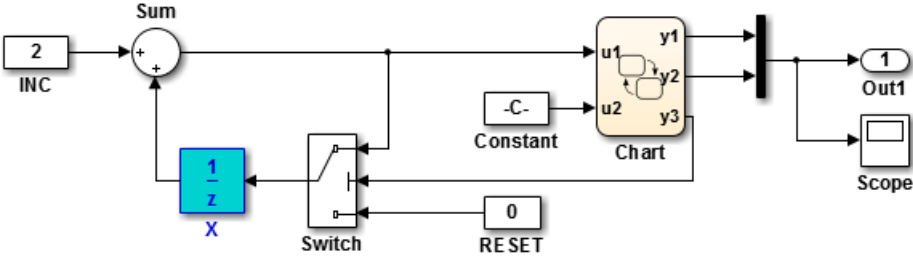 Sum
2
INC
+
+
u1
u2
y1
y2
y3
Chart
-C-
Constant
1
Out1
Scope
1
z
X
Switch
0
RESET